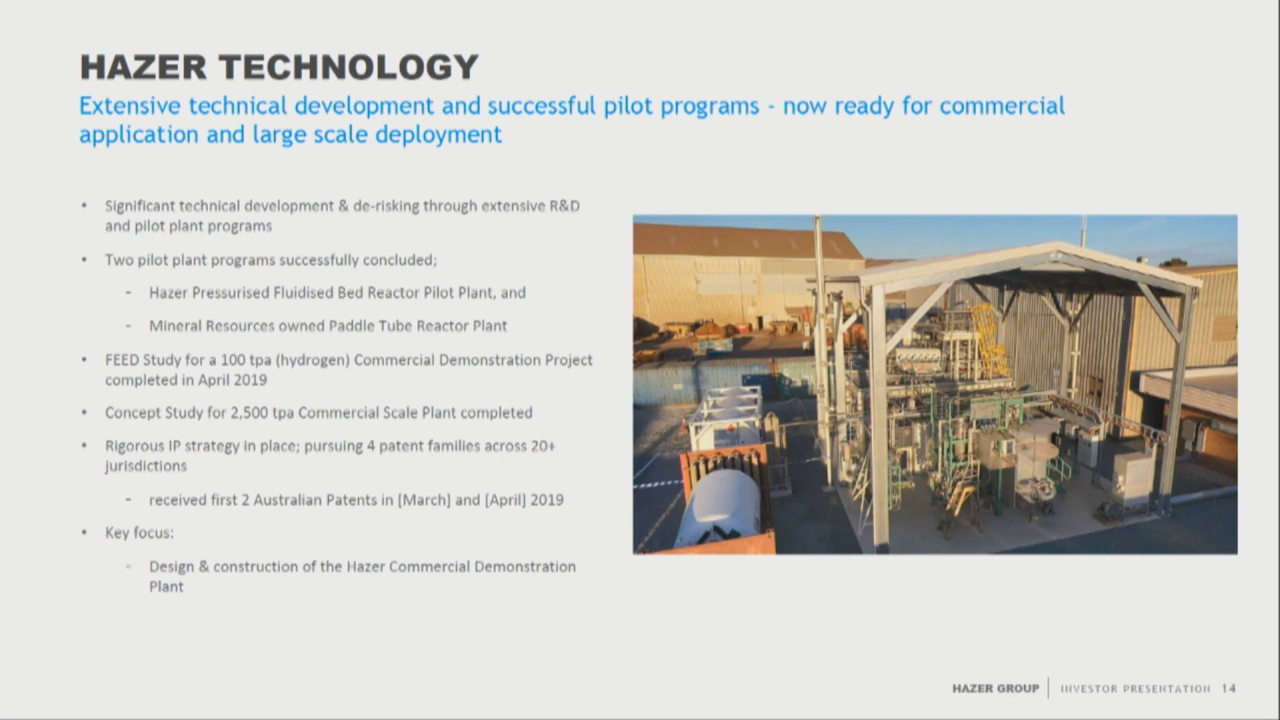 HAZER TECHNOLOGY
Extensive technical development and successful pilot programs - now ready for commercial
application and large scale deployment
• Significant technical development & de-risking through extensive R&D
and pilot plant programs
• Two pilot plant programs successfully concluded;
- Hazer Pressurised Fluidised Bed Reactor Pilot Plant, and
- Mineral Resources owned Paddle Tube Reactor Plant
• FEED Study for a 100 tpa (hydrogen) Commercial Demonstration Project
completed in April 2019
• Concept Study for 2,500 tpa Commercial Scale Plant completed
• Rigorous IP strategy in place; pursuing 4 patent families across 20+
jurisdictions
- received first 2 Australian Patents in [March] and [April] 2019
• Key focus:
▫ Design & construction of the Hazer Commercial Demonstration
Plant
HAZER GROUP | INVESTOR PRESENTATION 14